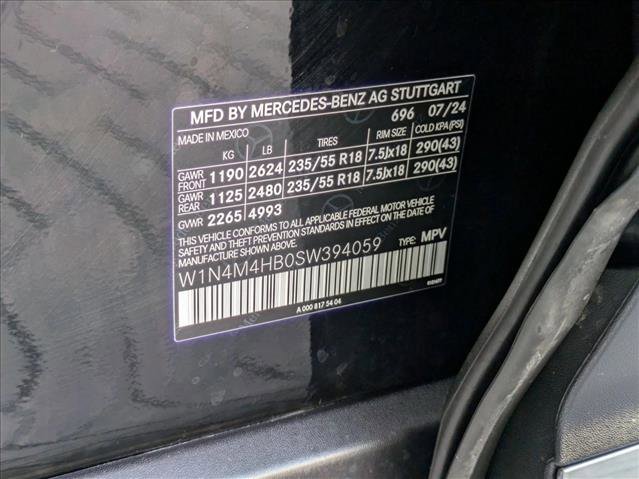 MFD BY MERCEDES-BENZ AG STUTTGART
MADE IN MEXICO 696 07/24
KG LB TIRES RIM SIZE COLD KPA(PSI)
GAWR FRONT 1190 2624 235/55 R18 7.5Jx18 290(43)
GAWR REAR 1125 2480 235/55 R18 7.5Jx18 290(43)
GVWR 2265 4993
THIS VEHICLE CONFORMS TO ALL APPLICABLE FEDERAL MOTOR VEHICLE
SAFETY AND THEFT PREVENTION STANDARDS IN EFFECT
ON THE DATE OF MANUFACTURE SHOWN ABOVE.
W1N4M4HB0SW394059 TYPE: MPV
A 000 817 54 04